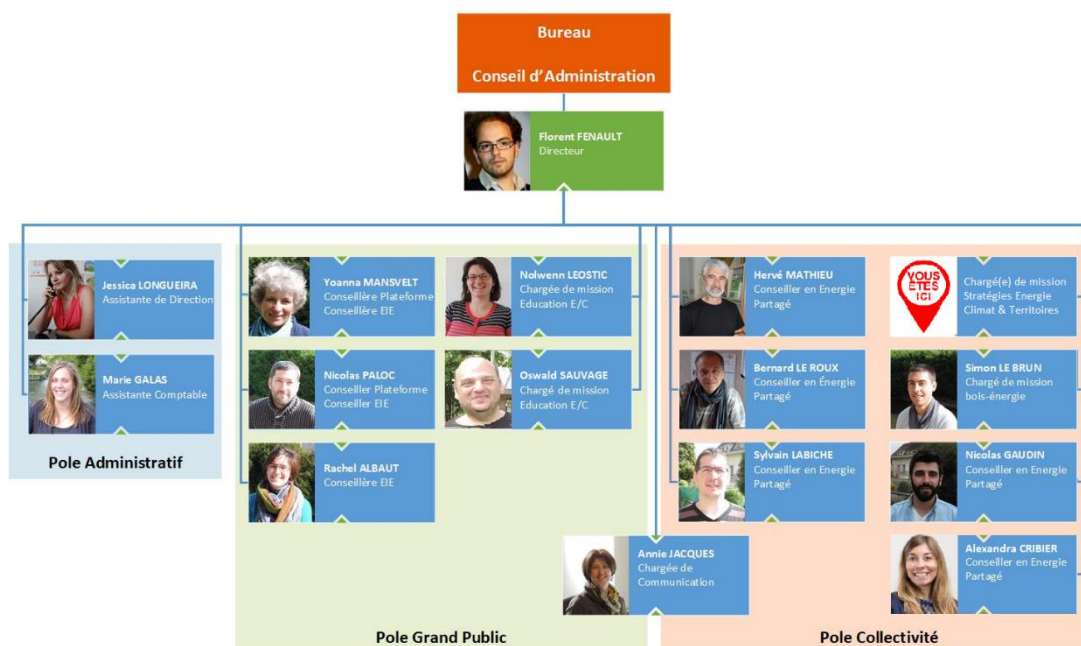 Bureau
Conseil d'Administration
Florent FENAULT
Directeur
Jessica LONGUEIRA
Assistante de Direction
Marie GALAS
Assistante Comptable
Pole Administratif
Yoanna MANSVELT
Conseillère Plateforme
Conseillère EIE
Nicolas PALOC
Conseiller Plateforme
Conseiller EIE
Rachel ALBAUT
Conseillère EIE
Nolwenn LEOSTIC
Chargée de mission
Education E/C
Oswald SAUVAGE
Chargé de mission
Education E/C
Annie JACQUES
Chargée de
Communication
Pole Grand Public
Hervé MATHIEU
Conseiller en Energie
Partagé
Bernard LE ROUX
Conseiller en Énergie
Partagé
Sylvain LABICHE
Conseiller en Energie
Partagé
VOUS
ÊTES
ICI
Chargé(e) de mission
Stratégies Energie
Climat & Territoires
Simon LE BRUN
Chargé de mission
bois-énergie
Nicolas GAUDIN
Conseiller en Energie
Partagé
Alexandra CRIBIER
Conseiller en Energie
Partagé
Pole Collectivité